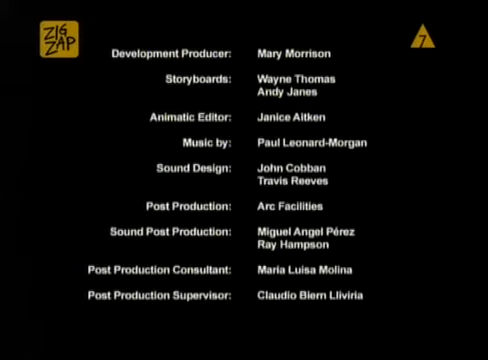 ZIG
ZAP
7
Development Producer: Mary Morrison
Storyboards: Wayne Thomas
Andy Janes
Animatic Editor: Janice Aitken
Music by: Paul Leonard-Morgan
Sound Design: John Cobban
Travis Reeves
Post Production: Arc Facilities
Sound Post Production: Miguel Angel Pérez
Ray Hampson
Post Production Consultant: Maria Luisa Molina
Post Production Supervisor: Claudio Biern Lliviria